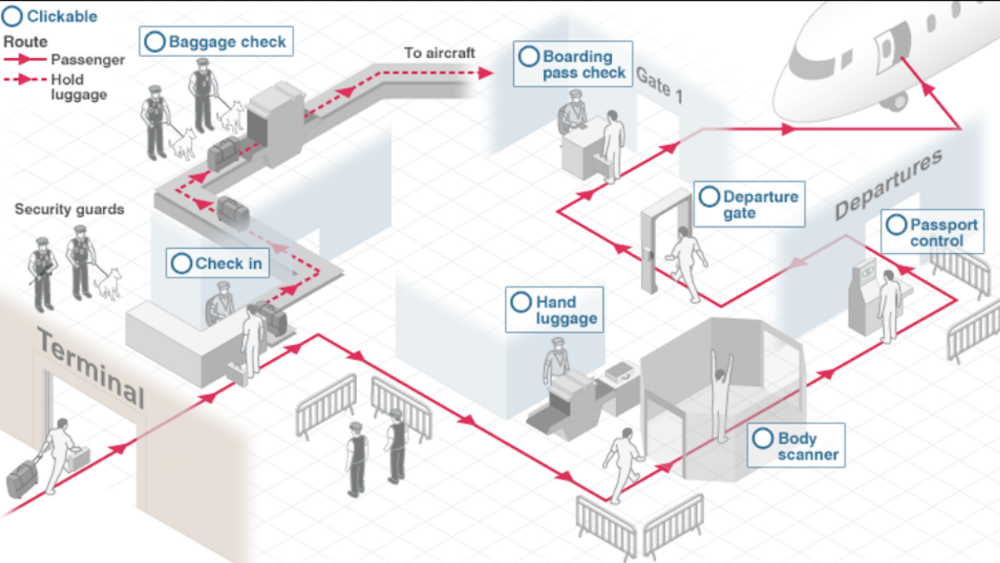 Clickable
Route
Passenger
Hold
luggage
Baggage check
To aircraft
Boarding
pass check
Gate 1
Departures
Departure
gate
Passport
control
Security guards
Check in
Hand
luggage
Terminal
Body
scanner